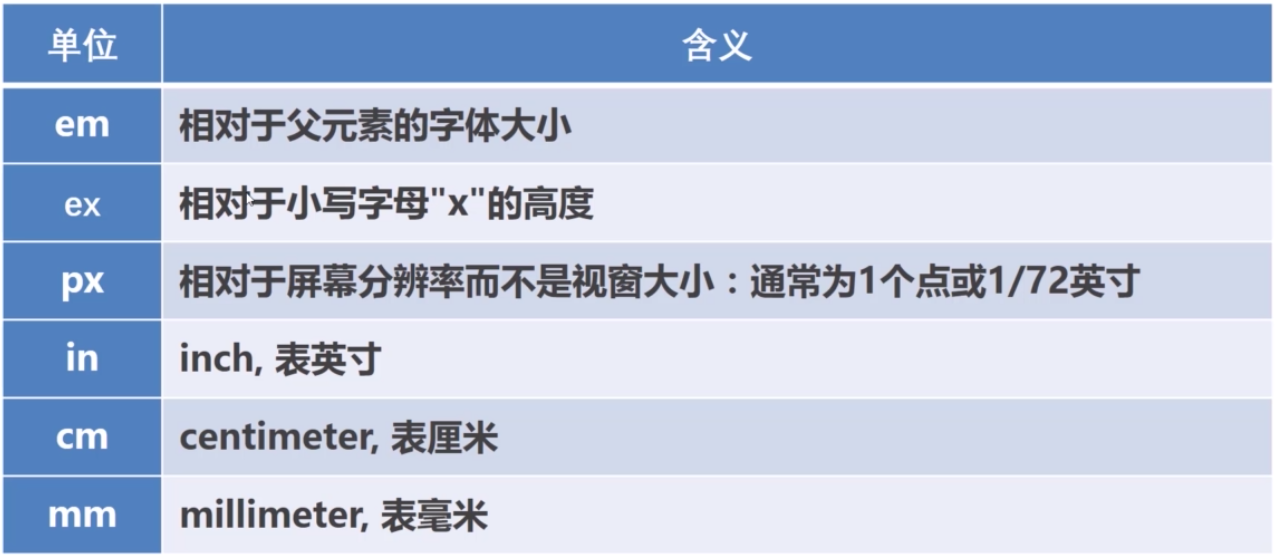 单位 含义
em 相对于父元素的字体大小
ex 相对于小写字母"x"的高度
px 相对于屏幕分辨率而不是视窗大小：通常为1个点或1/72英寸
in inch, 表英寸
cm centimeter, 表厘米
mm millimeter, 表毫米